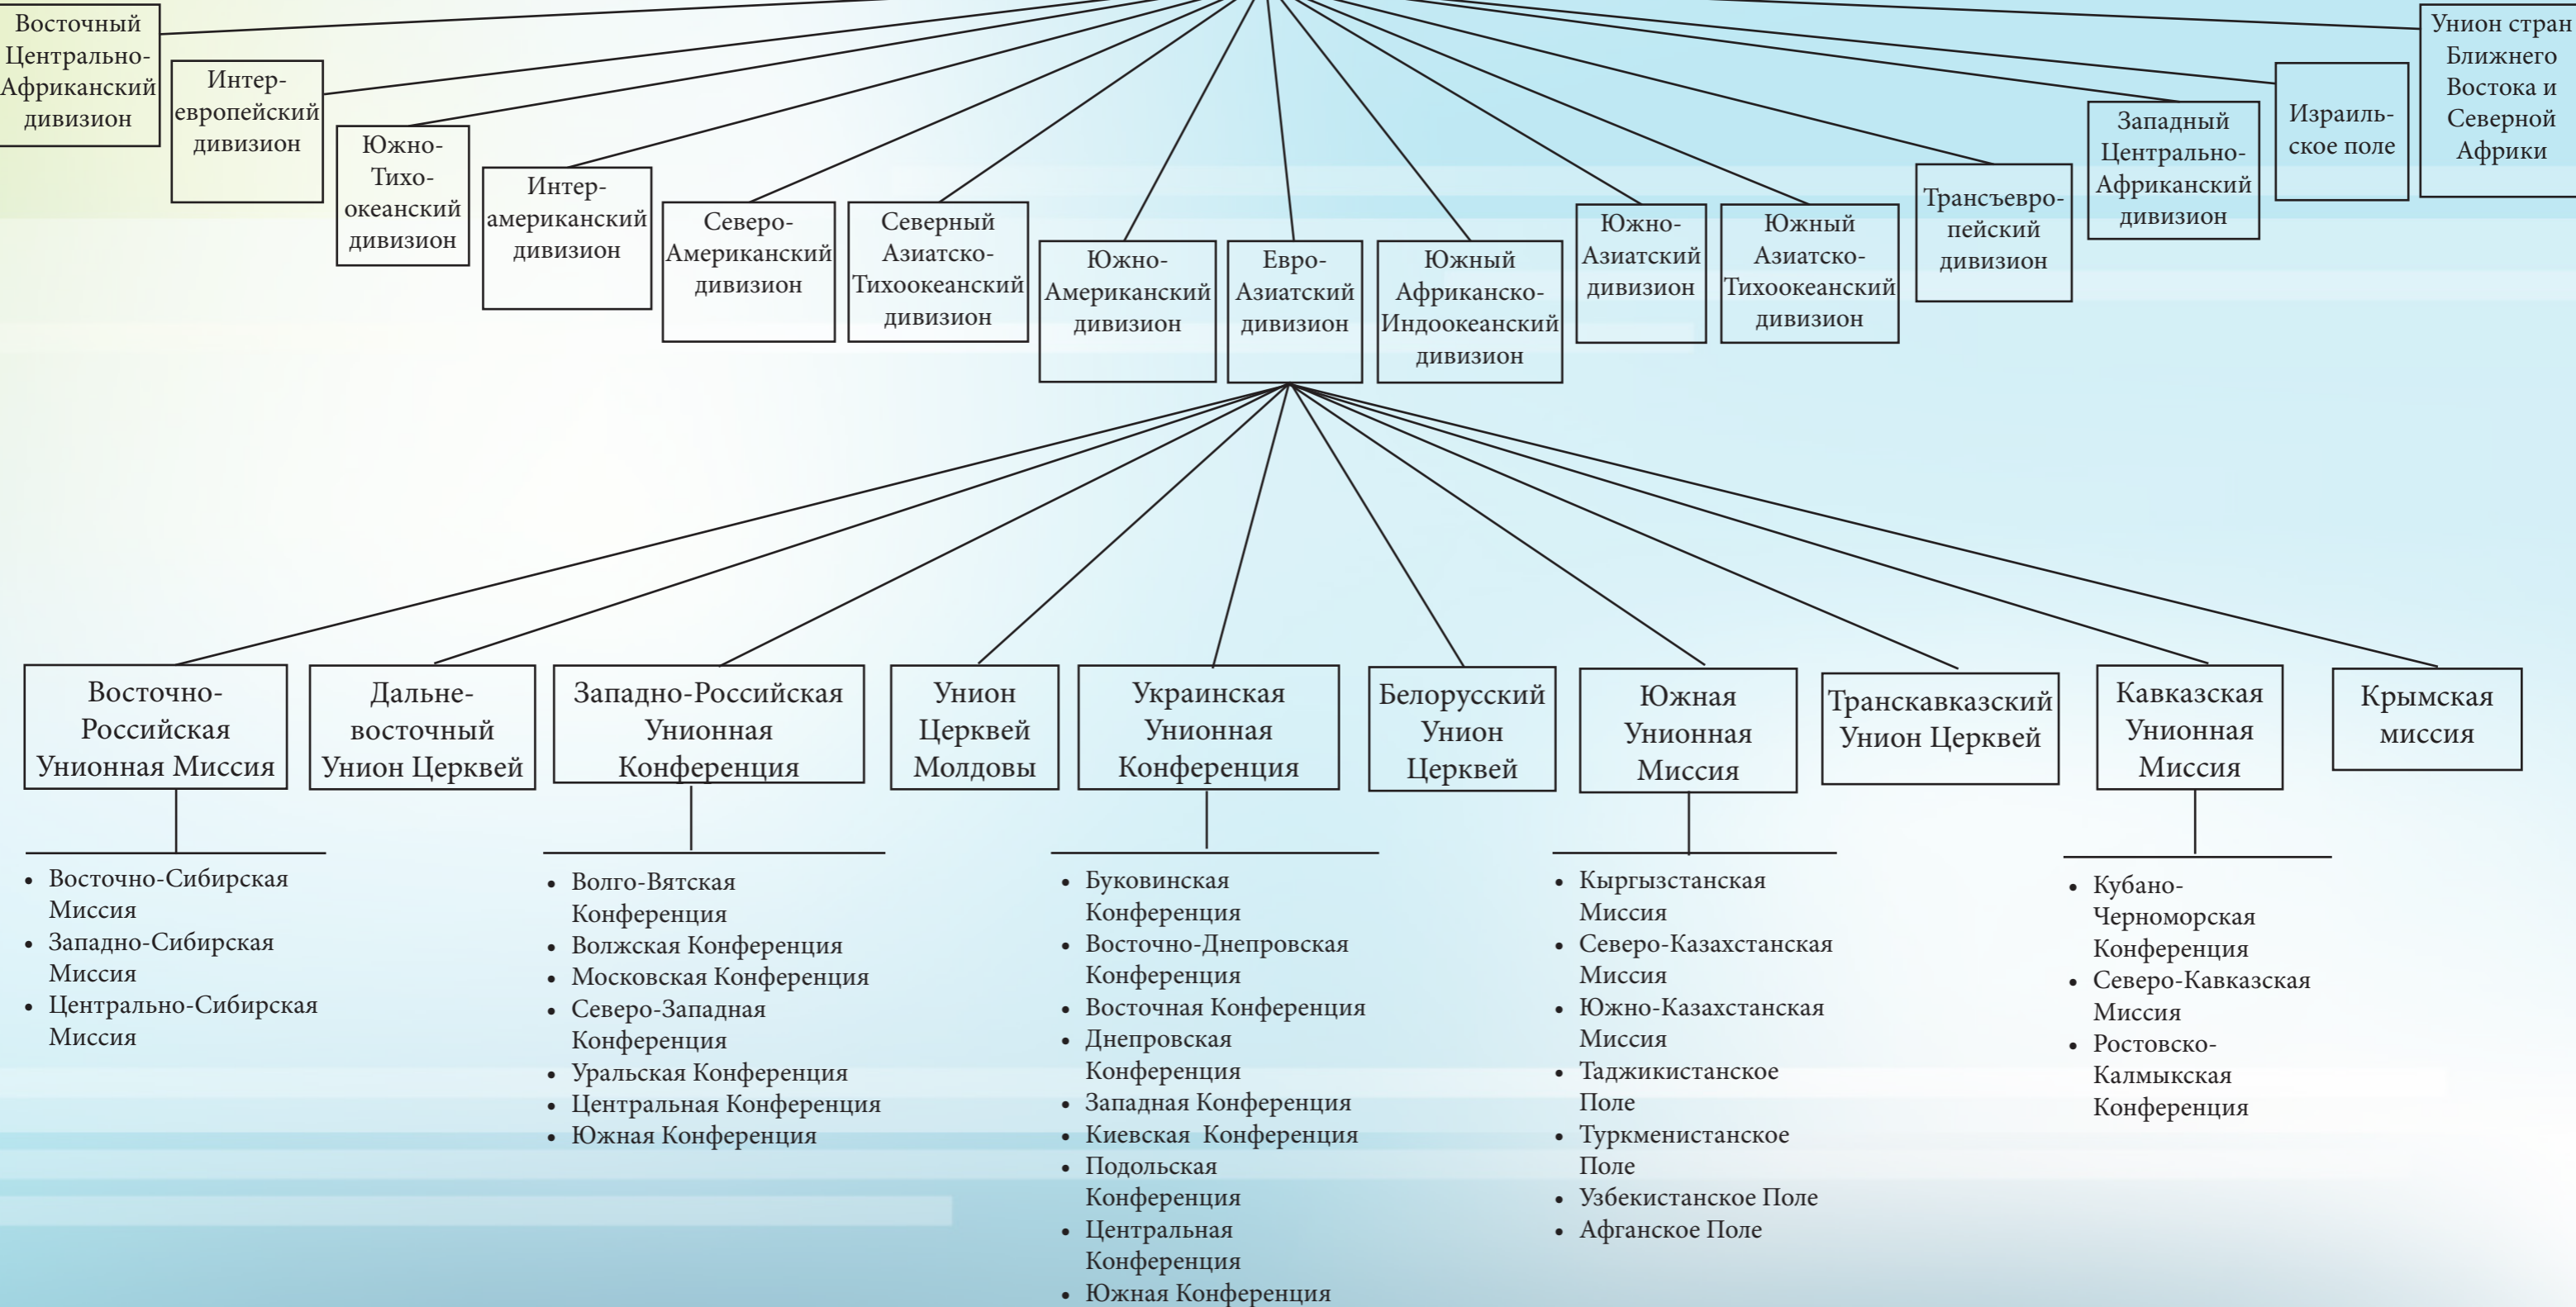 Восточный
Центрально-
Африканский
дивизион
Интер-
европейский
дивизион
Южно-
Тихо-
океанский
дивизион
Интер-
американский
дивизион
Северо-
Американский
дивизион
Северный
Азиатско-
Тихоокеанский
дивизион
Южно-
Американский
дивизион
Евро-
Азиатский
дивизион
Южный
Африканско-
Индоокеанский
дивизион
Южно-
Азиатский
дивизион
Южный
Азиатско-
Тихоокеанский
дивизион
Трансъевро-
пейский
дивизион
Западный
Центрально-
Африканский
дивизион
Израиль-
ское поле
Унион стран
Ближнего
Востока и
Северной
Африки
Восточно-
Российская
Унионная Миссия
Дальне-
восточный
Унион Церквей
Западно-Российская
Унионная
Конференция
Унион
Церквей
Молдовы
Украинская
Унионная
Конференция
Белорусский
Унион
Церквей
Южная
Унионная
Миссия
Транскавказский
Унион Церквей
Кавказская
Унионная
Миссия
Крымская
миссия
• Восточно-Сибирская
Миссия
• Западно-Сибирская
Миссия
• Центрально-Сибирская
Миссия
• Волго-Вятская
Конференция
• Волжская Конференция
• Московская Конференция
• Северо-Западная
Конференция
• Уральская Конференция
• Центральная Конференция
• Южная Конференция
• Буковинская
Конференция
• Восточно-Днепровская
Конференция
• Восточная Конференция
• Днепровская
Конференция
• Западная Конференция
• Киевская Конференция
• Подольская
Конференция
• Центральная
Конференция
• Южная Конференция
• Кыргызстанская
Миссия
• Северо-Казахстанская
Миссия
• Южно-Казахстанская
Миссия
• Таджикистанское
Поле
• Туркменистанское
Поле
• Узбекистанское Поле
• Афганское Поле
• Кубано-
Черноморская
Конференция
• Северо-Кавказская
Миссия
• Ростовско-
Калмыкская
Конференция